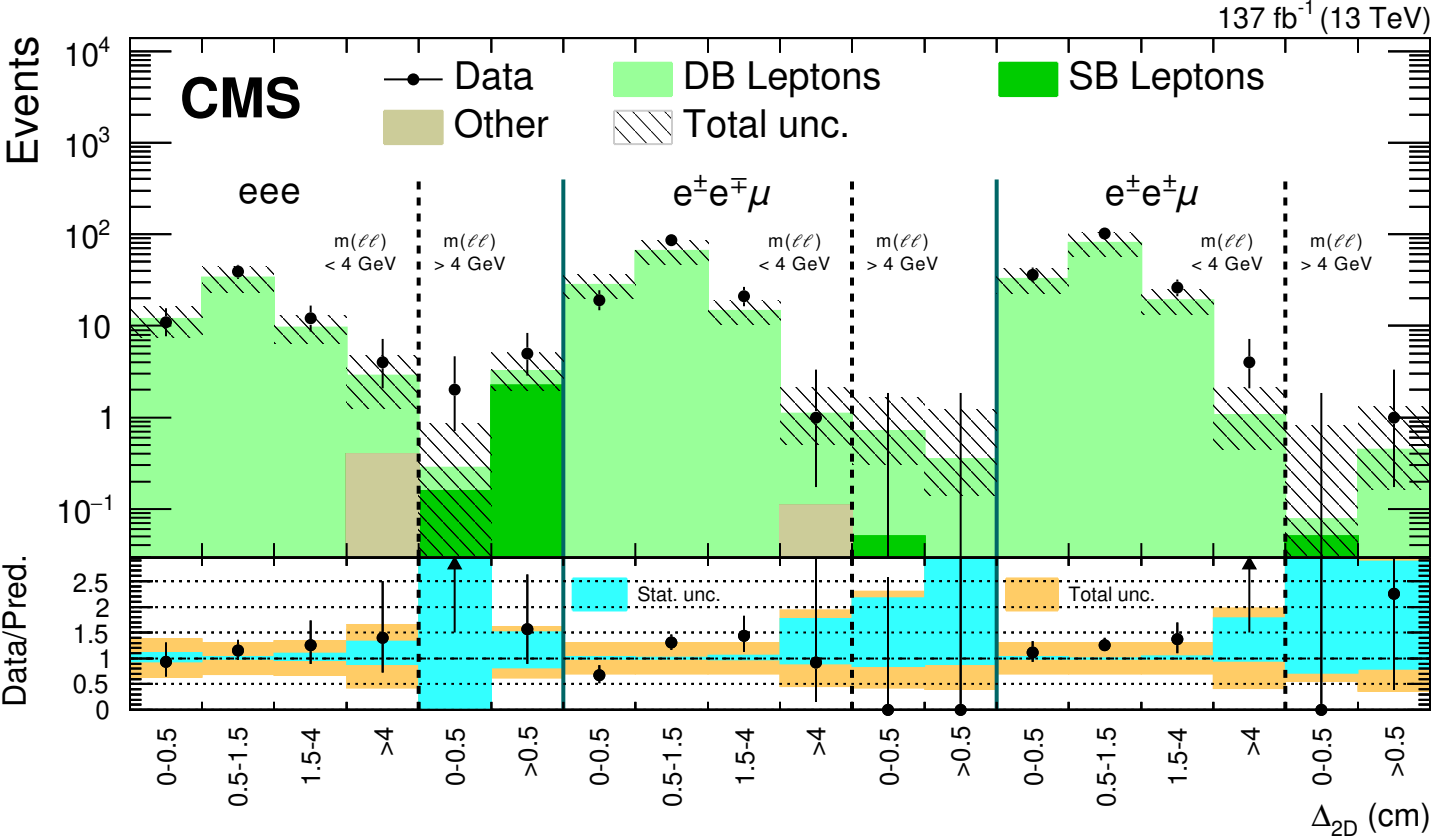 137 fb⁻¹ (13 TeV)
Events
10⁴
10³
10²
10
1
10⁻¹
CMS
Data
DB Leptons
SB Leptons
Other
Total unc.
eee
e±e∓μ
e±e±μ
m(ℓℓ)
< 4 GeV
m(ℓℓ)
> 4 GeV
m(ℓℓ)
< 4 GeV
m(ℓℓ)
> 4 GeV
m(ℓℓ)
< 4 GeV
m(ℓℓ)
> 4 GeV
Data/Pred.
2.5
2
1.5
1
0.5
0
Stat. unc.
Total unc.
0-0.5
0.5-1.5
1.5-4
>4
0-0.5
>0.5
0-0.5
0.5-1.5
1.5-4
>4
0-0.5
>0.5
0-0.5
0.5-1.5
1.5-4
>4
0-0.5
>0.5
Δ2D (cm)